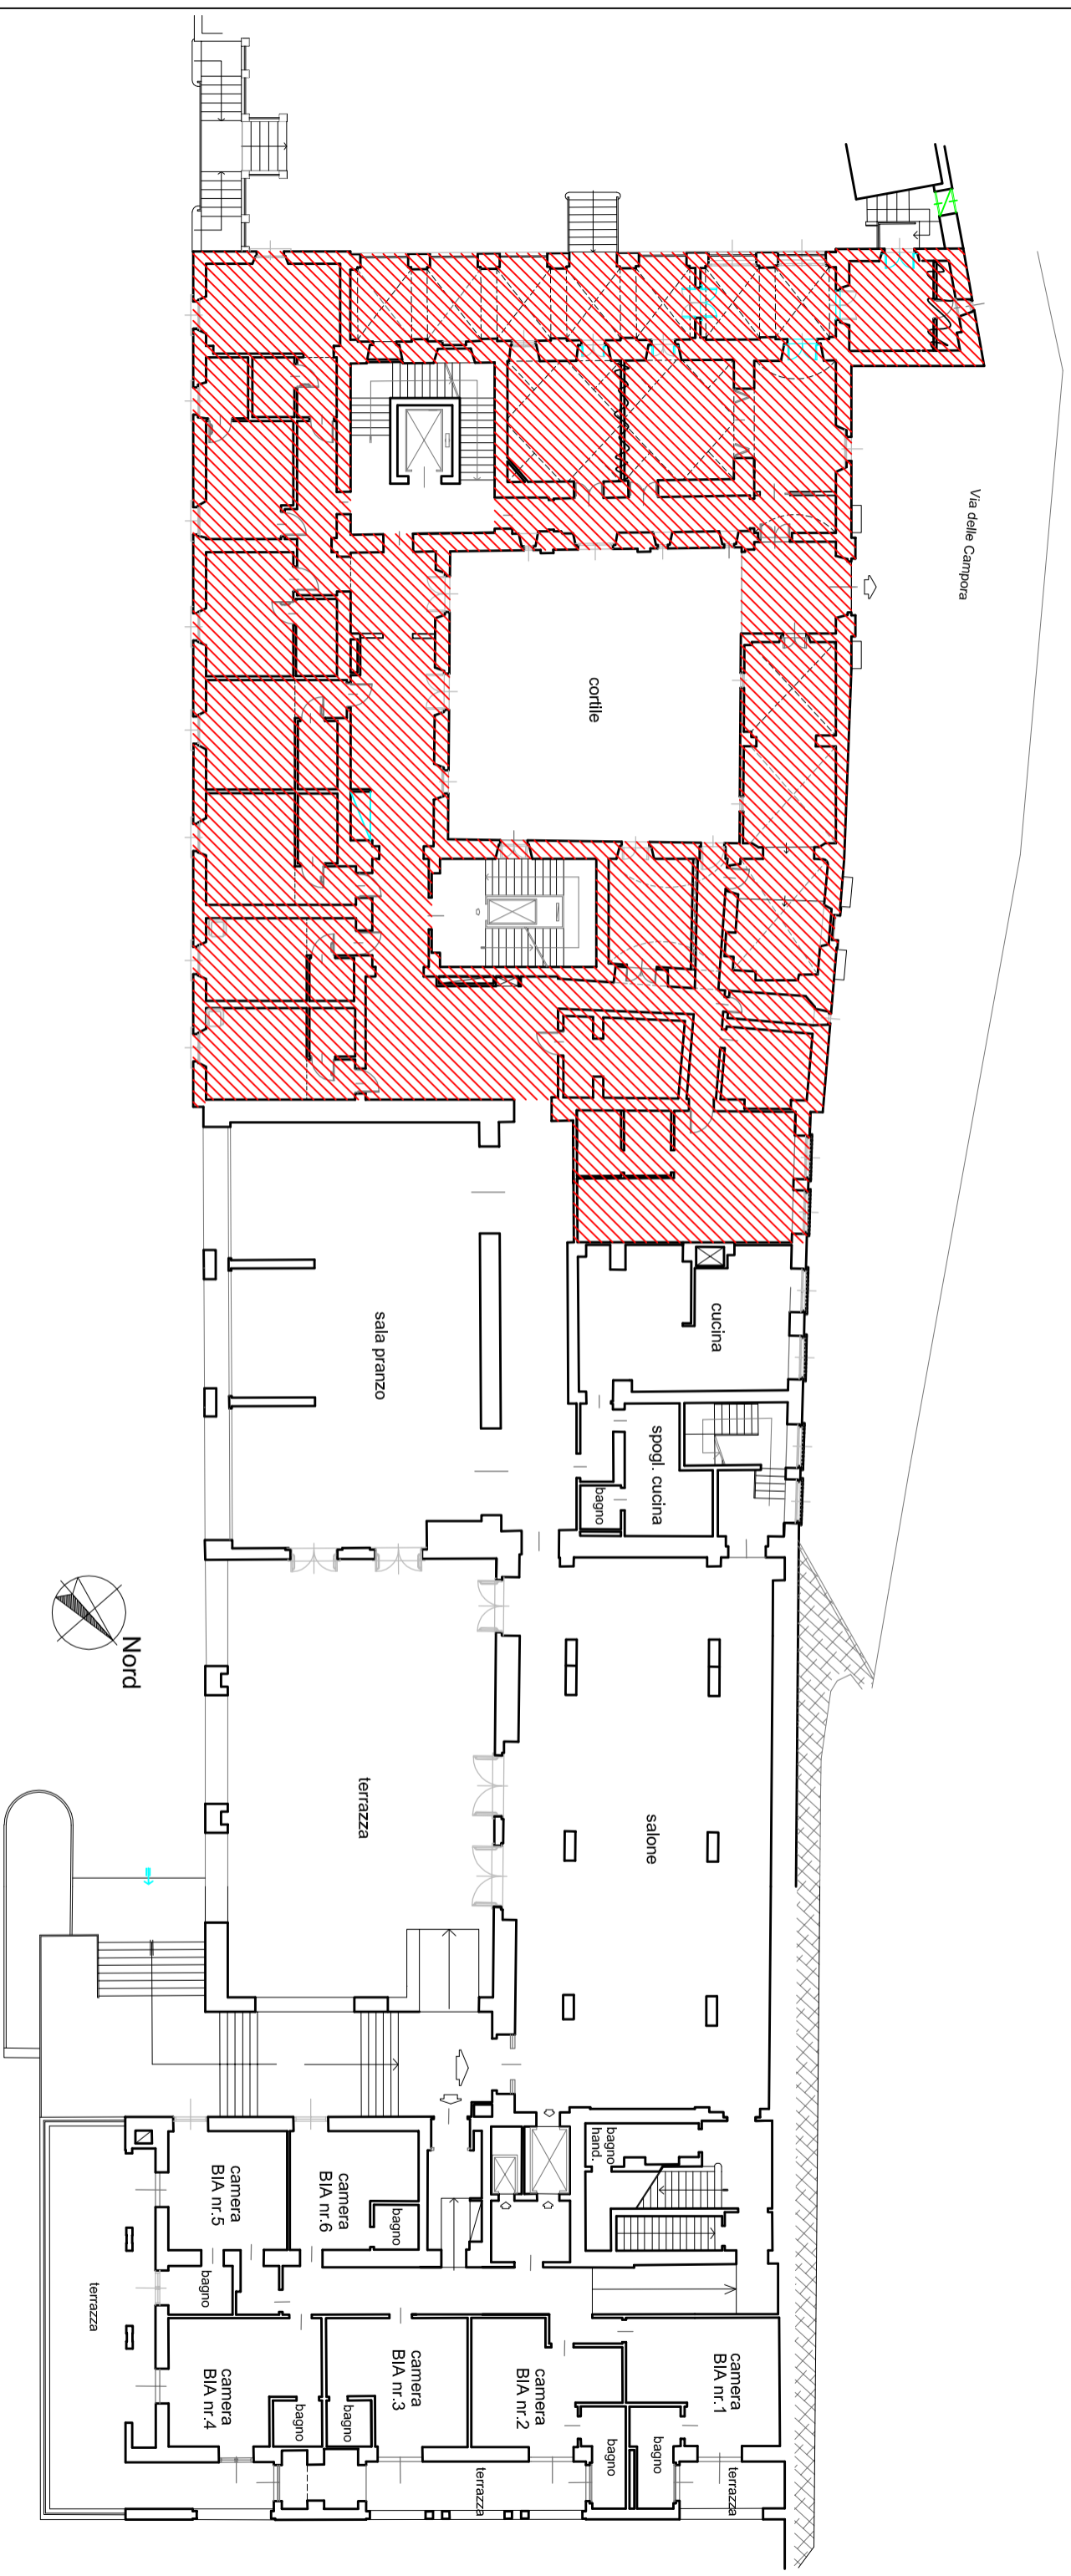 Via delle Campora
cortile
cucina
sala pranzo
spogl. cucina
bagno
Nord
terrazza
salone
bagno
hand.
camera
BIA nr.5
camera
BIA nr.6
bagno
bagno
terrazza
camera
BIA nr.1
camera
BIA nr.2
camera
BIA nr.3
camera
BIA nr.4
bagno
bagno
bagno
bagno
terrazza
terrazza